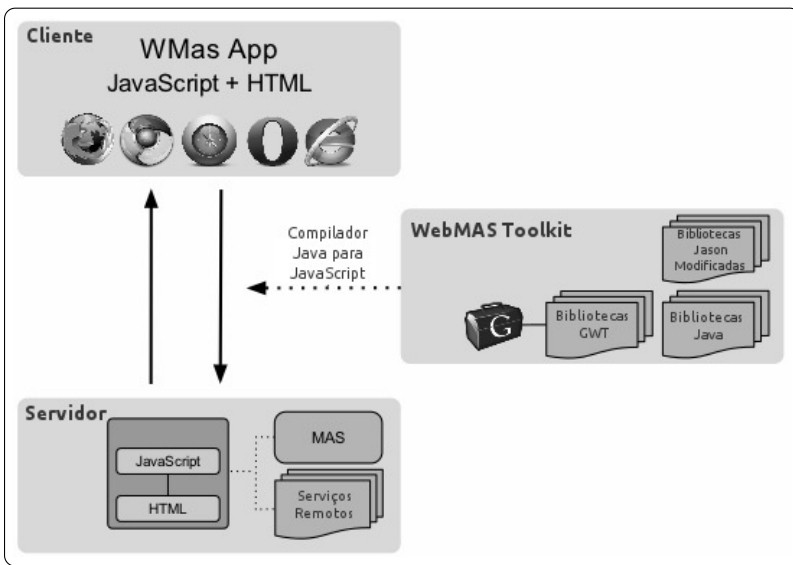 Cliente
WMas App
JavaScript + HTML
Compilador
Java para
JavaScript
WebMAS Toolkit
Bibliotecas
Jason
Modificadas
G
Bibliotecas
GWT
Bibliotecas
Java
Servidor
JavaScript
HTML
MAS
Serviços
Remotos